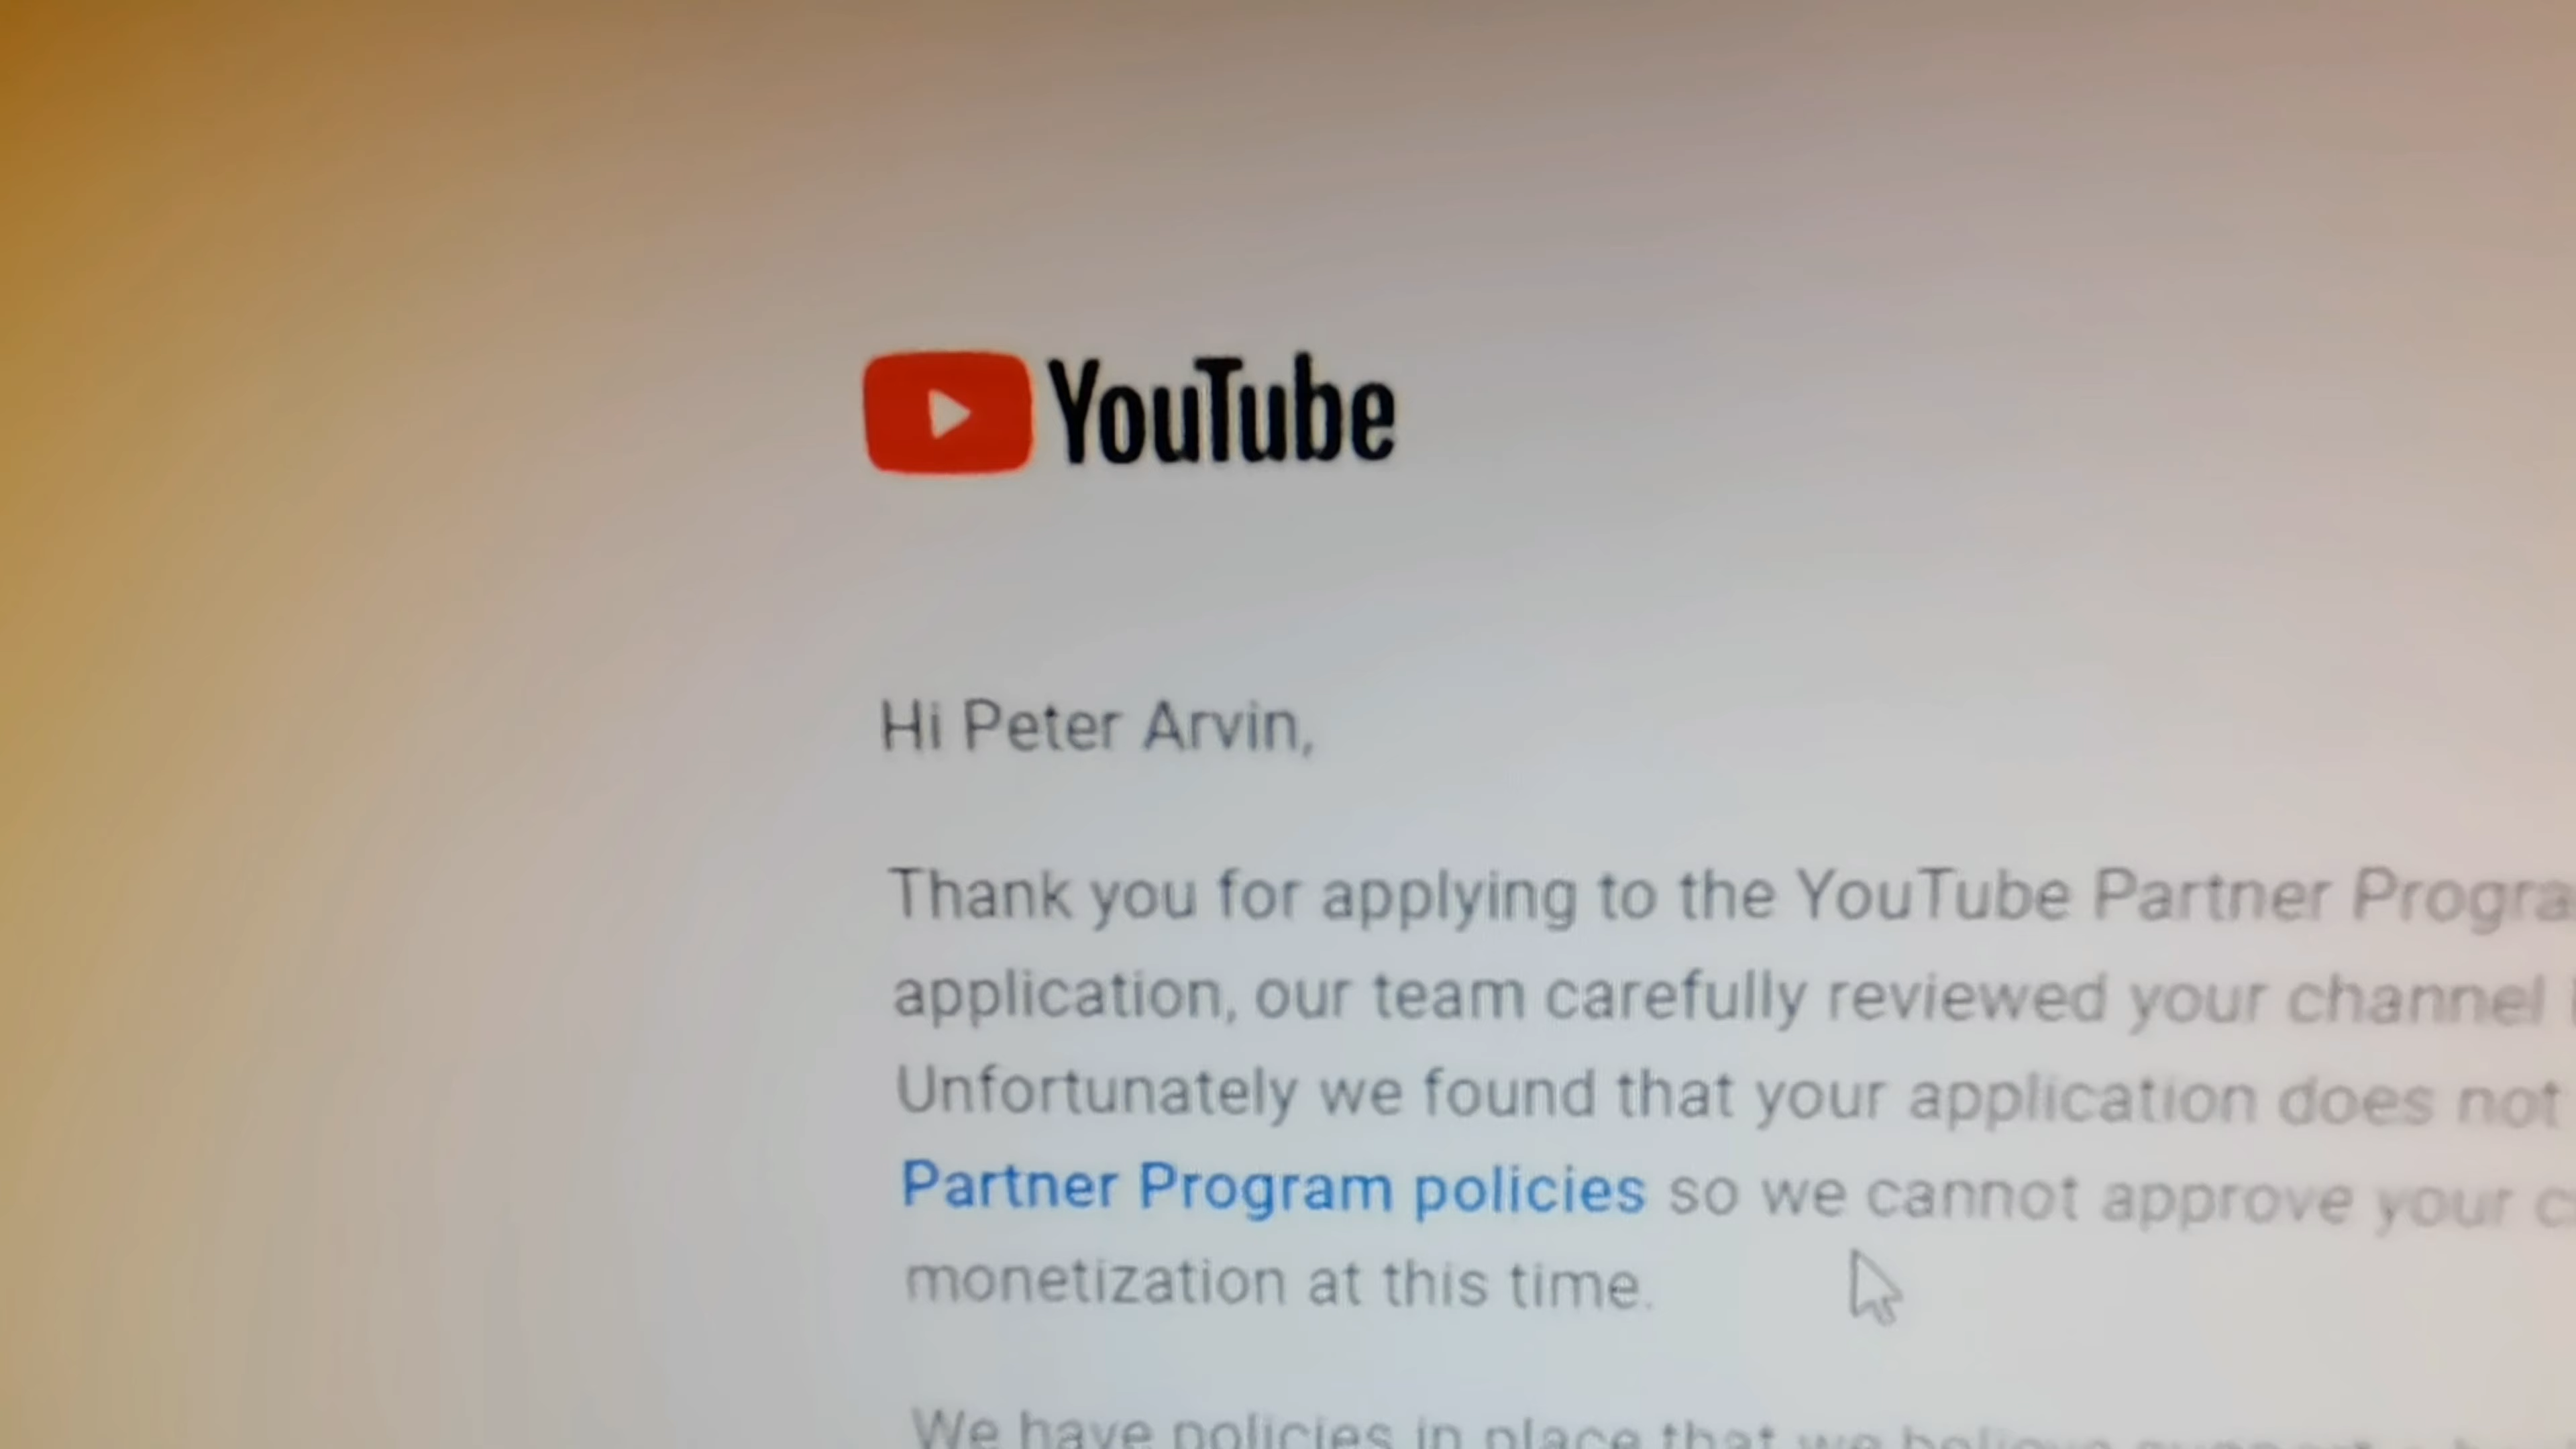 YouTube
Hi Peter Arvin,
Thank you for applying to the YouTube Partner Progra
application, our team carefully reviewed your channel
Unfortunately we found that your application does not
Partner Program policies so we cannot approve your c
monetization at this time.
We have policies in place that we